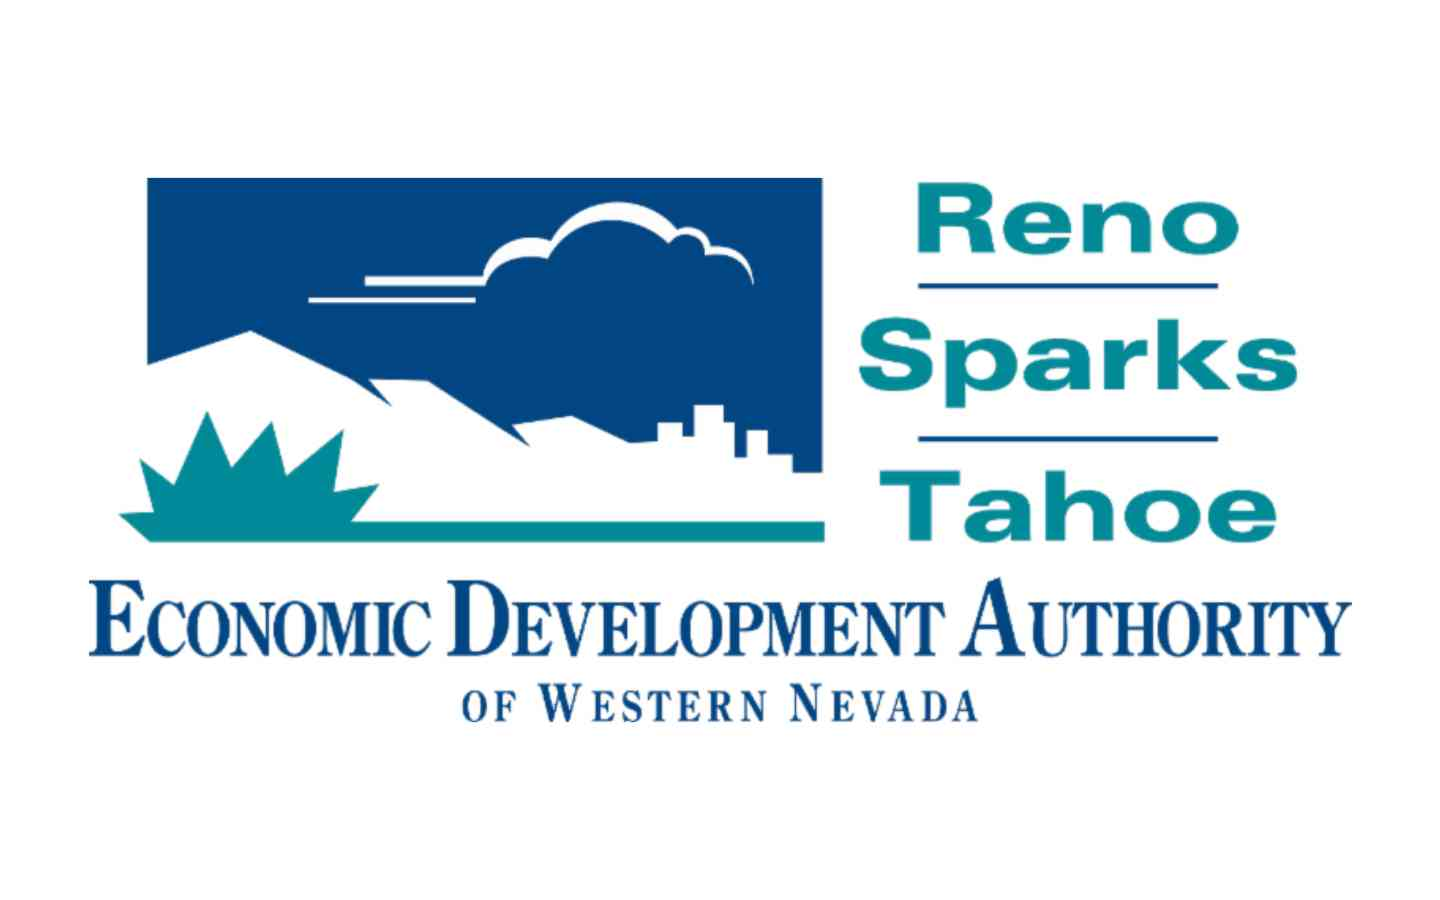 Reno
Sparks
Tahoe
ECONOMIC DEVELOPMENT AUTHORITY
OF WESTERN NEVADA